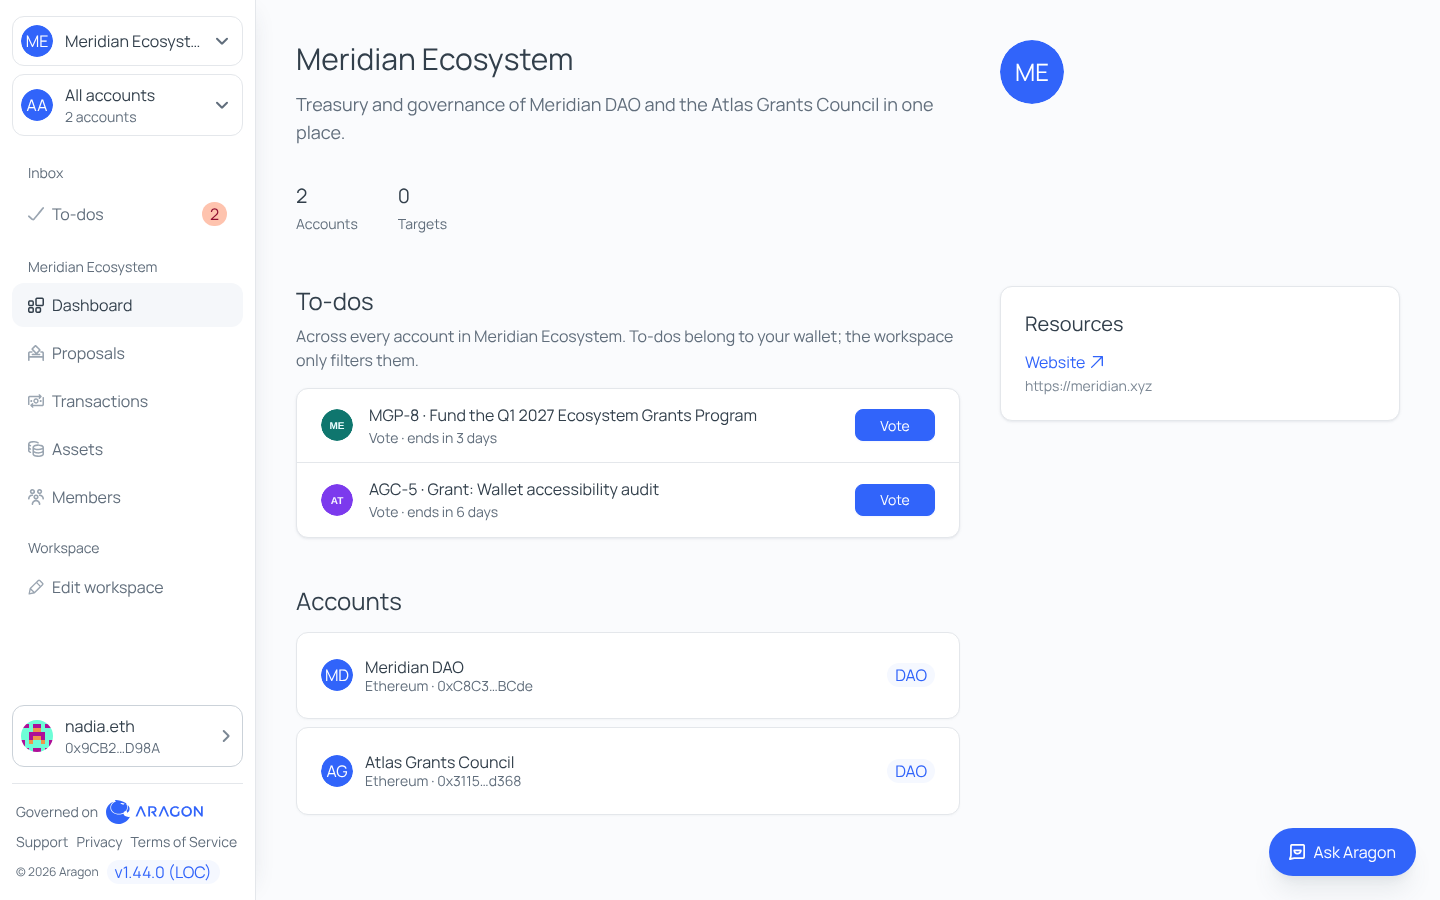 ME
Meridian Ecosyst...
AA
All accounts
2 accounts
Inbox
To-dos
2
Meridian Ecosystem
Dashboard
Proposals
Transactions
Assets
Members
Workspace
Edit workspace
nadia.eth
0x9CB2...D98A
Governed on ARAGON
Support Privacy Terms of Service
© 2026 Aragon v1.44.0 (LOC)
Meridian Ecosystem
Treasury and governance of Meridian DAO and the Atlas Grants Council in one
place.
ME
2
Accounts
0
Targets
To-dos
Across every account in Meridian Ecosystem. To-dos belong to your wallet; the workspace
only filters them.
ME
MGP-8 · Fund the Q1 2027 Ecosystem Grants Program
Vote · ends in 3 days
Vote
AT
AGC-5 · Grant: Wallet accessibility audit
Vote · ends in 6 days
Vote
Accounts
MD
Meridian DAO
Ethereum · 0xC8C3...BCde
DAO
AG
Atlas Grants Council
Ethereum · 0x3115...d368
DAO
Resources
Website
https://meridian.xyz
Ask Aragon